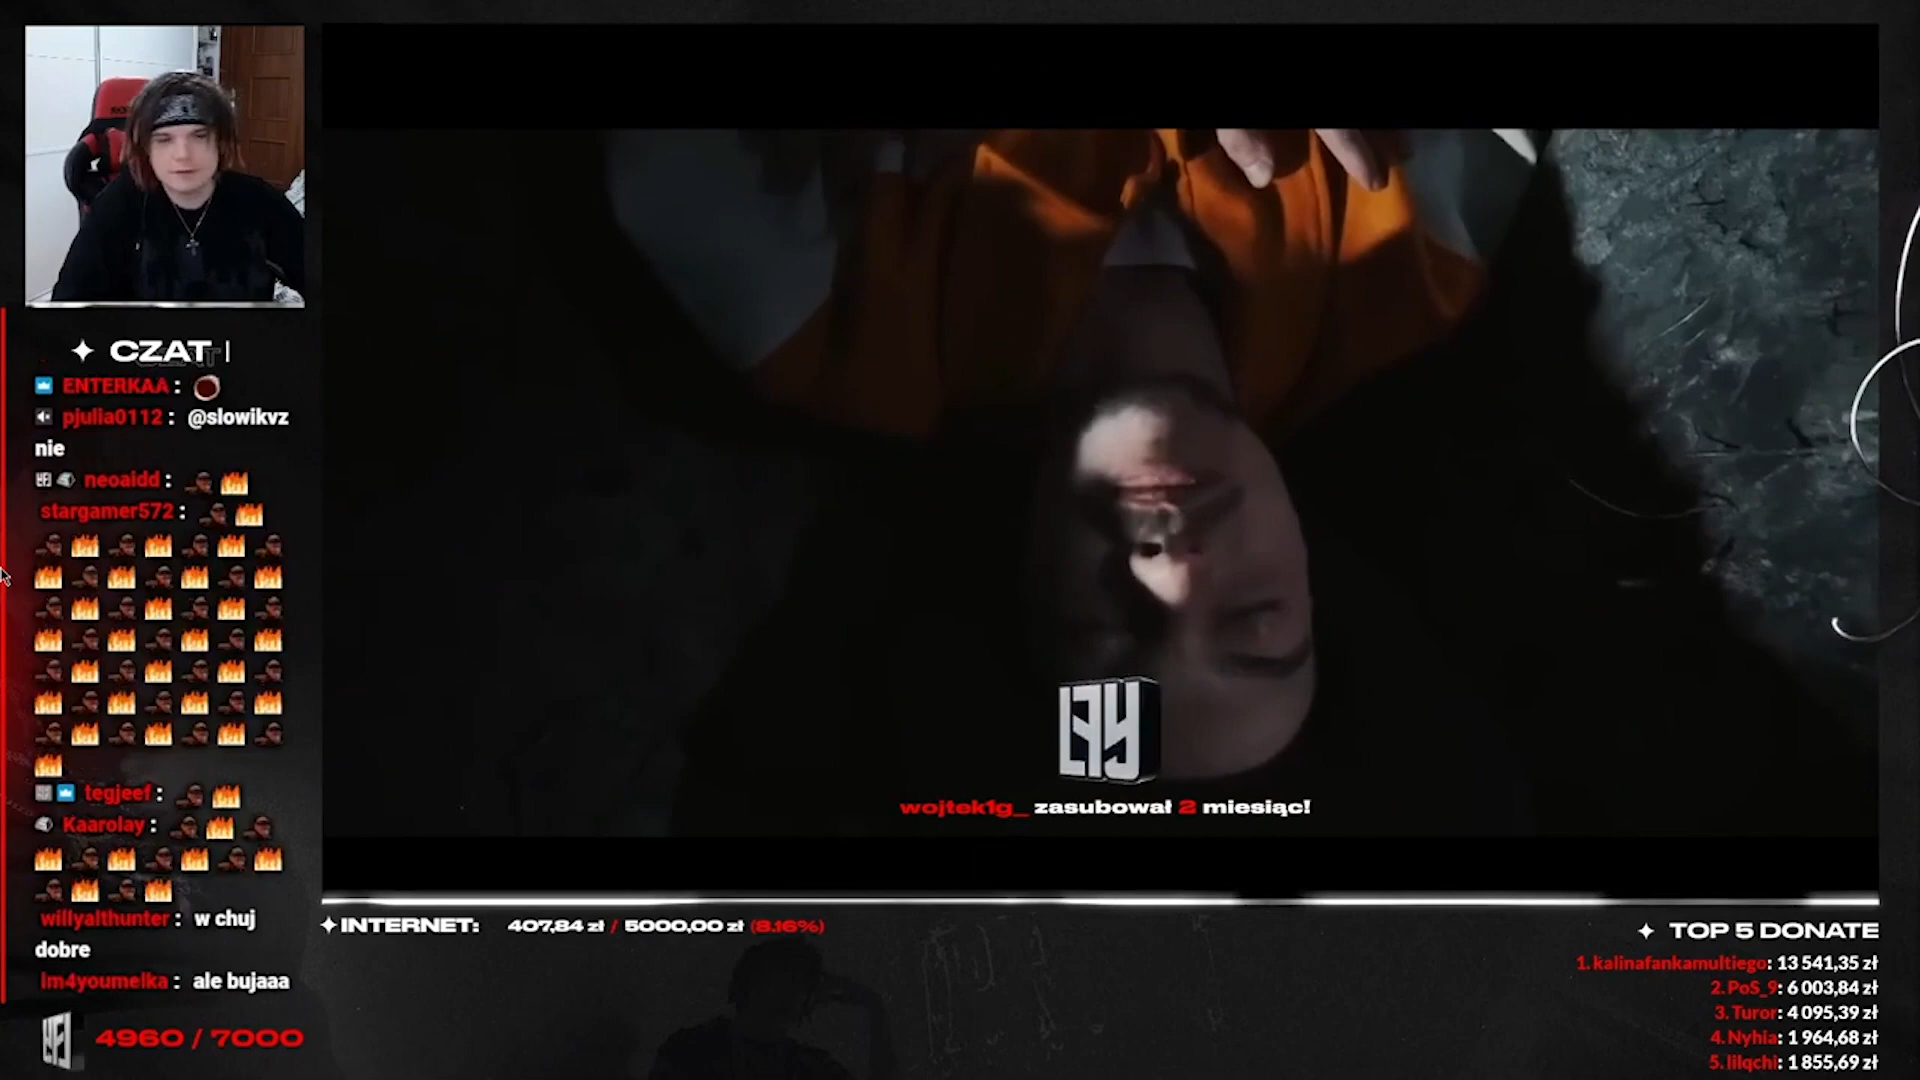 CZAT
ENTERKAA :
pjulia0112 : @slowikvz
nie
neoaidd :
stargamer572 :
tegjeef :
Kaarolay :
willyalthunter : w chuj
dobre
lm4youmelka : ale bujaaa
4960 / 7000
wojtek1g_ zasubował 2 miesiąc!
INTERNET: 407,84 zł / 5000,00 zł (8.16%)
TOP 5 DONATE
1. kalinafankamultiego: 13 541,35 zł
2. PoS_9: 6 003,84 zł
3. Turor: 4 095,39 zł
4. Nyhia: 1 964,68 zł
5. lilqchi: 1 855,69 zł